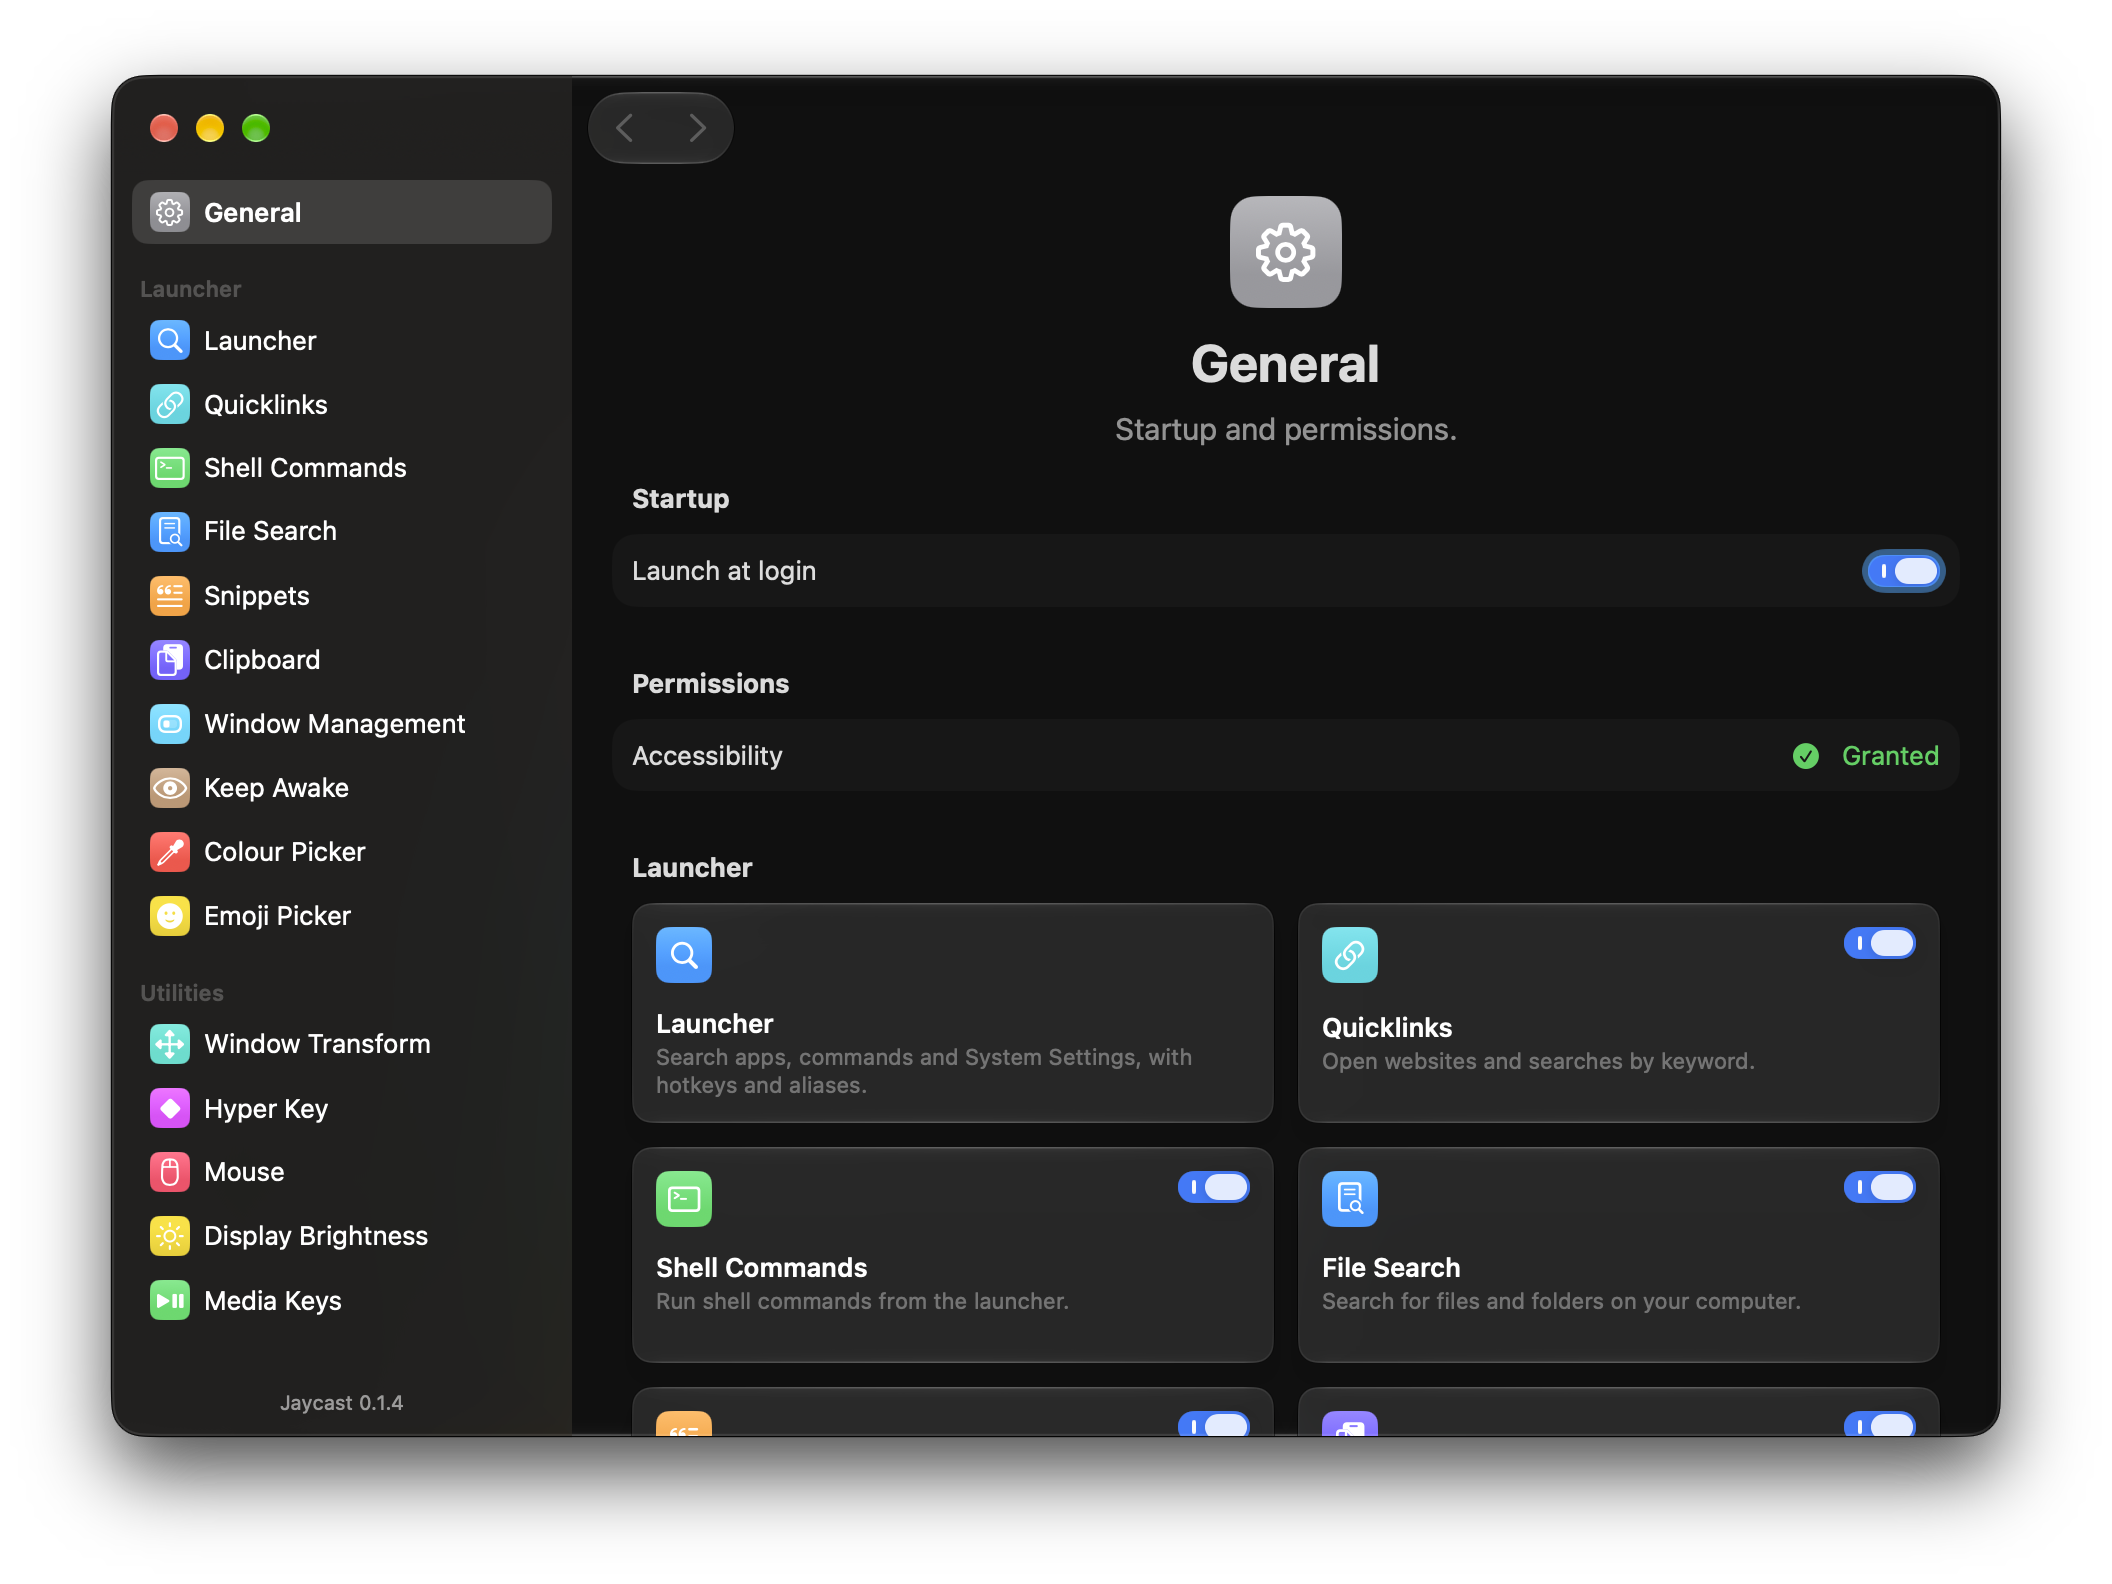 General
Launcher
Launcher
Quicklinks
Shell Commands
File Search
Snippets
Clipboard
Window Management
Keep Awake
Colour Picker
Emoji Picker
Utilities
Window Transform
Hyper Key
Mouse
Display Brightness
Media Keys
Jaycast 0.1.4
General
Startup and permissions.
Startup
Launch at login
Permissions
Accessibility
Granted
Launcher
Launcher
Search apps, commands and System Settings, with
hotkeys and aliases.
Quicklinks
Open websites and searches by keyword.
Shell Commands
Run shell commands from the launcher.
File Search
Search for files and folders on your computer.